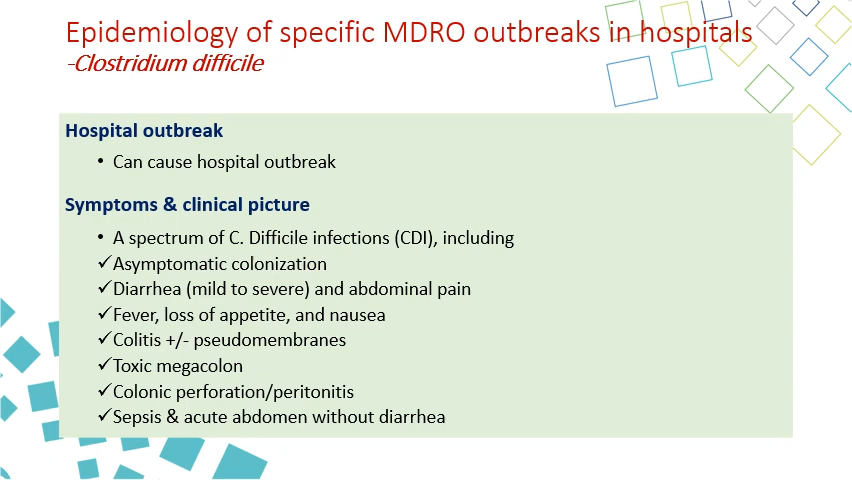 Epidemiology of specific MDRO outbreaks in hospitals
-Clostridium difficile
Hospital outbreak
• Can cause hospital outbreak
Symptoms & clinical picture
• A spectrum of C. Difficile infections (CDI), including
✓Asymptomatic colonization
✓Diarrhea (mild to severe) and abdominal pain
✓Fever, loss of appetite, and nausea
✓Colitis +/- pseudomembranes
✓Toxic megacolon
✓Colonic perforation/peritonitis
✓Sepsis & acute abdomen without diarrhea